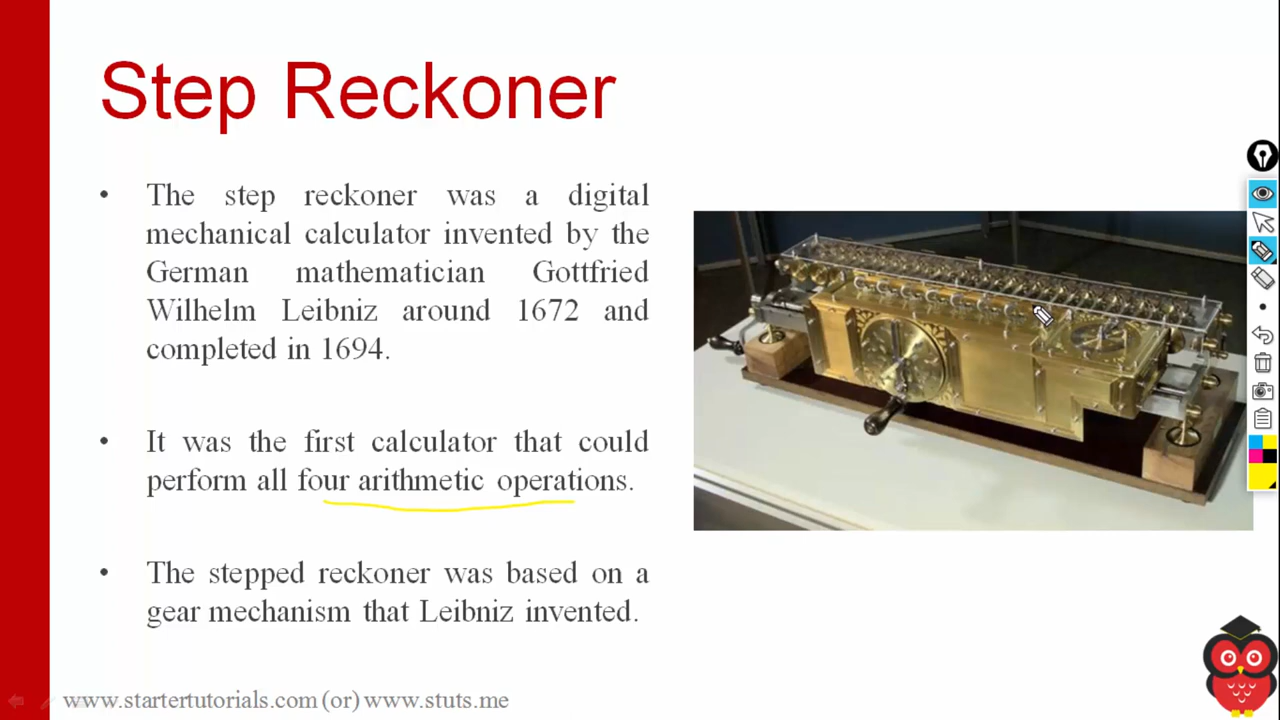 Step Reckoner
• The step reckoner was a digital
mechanical calculator invented by the
German mathematician Gottfried
Wilhelm Leibniz around 1672 and
completed in 1694.
• It was the first calculator that could
perform all four arithmetic operations.
• The stepped reckoner was based on a
gear mechanism that Leibniz invented.
www.startertutorials.com (or) www.stuts.me